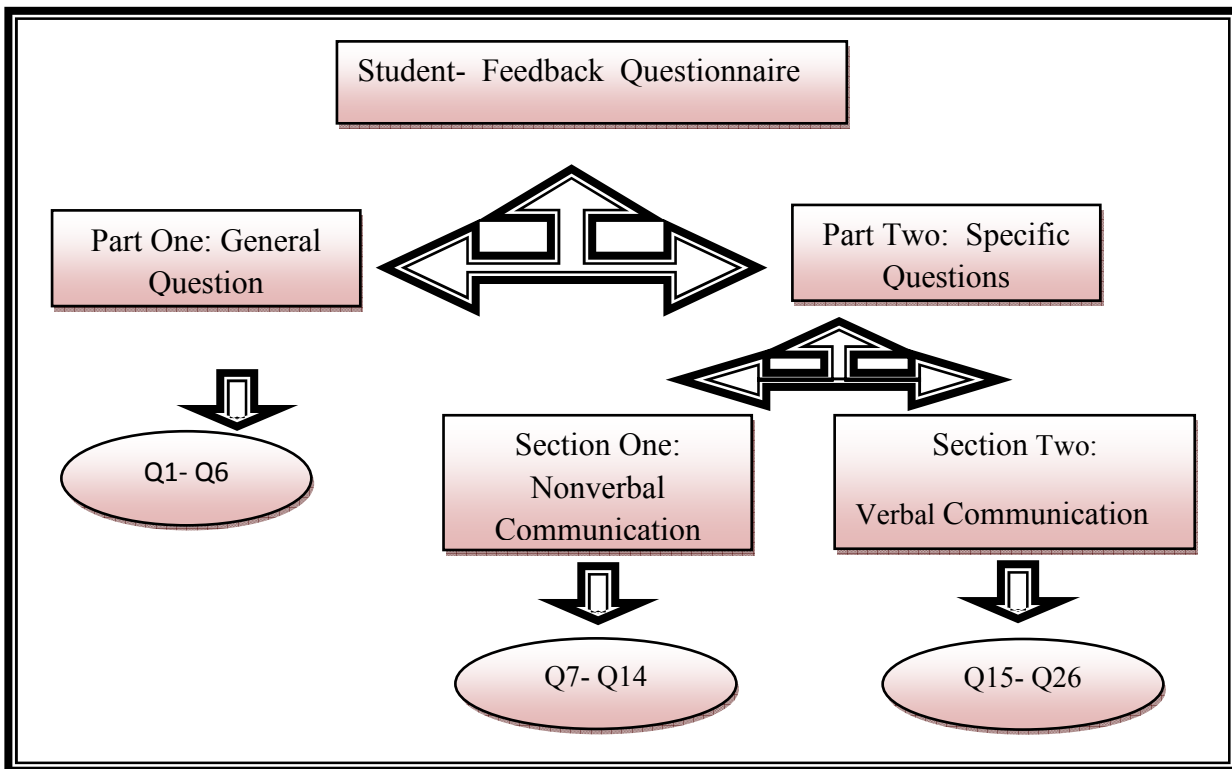 Student- Feedback Questionnaire
Part One: General
Question
Part Two: Specific
Questions
Q1- Q6
Section One:
Nonverbal
Communication
Section Two:
Verbal Communication
Q7- Q14
Q15- Q26